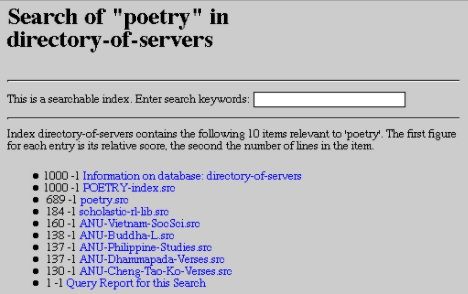 Search of "poetry" in
directory-of-servers
This is a searchable index. Enter search keywords:
Index directory-of-servers contains the following 10 items relevant to 'poetry'. The first figure
for each entry is its relative score, the second the number of lines in the item.
• 1000 -1 Information on database: directory-of-servers
• 1000 -1 POETRY-index.src
• 689 -1 poetry.src
• 184 -1 scholastic-rl-lib.src
• 160 -1 ANU-Vietnam-SocSci.src
• 138 -1 ANU-Buddha-L.src
• 137 -1 ANU-Philippine-Studies.src
• 137 -1 ANU-Dhammapada-Verses.src
• 130 -1 ANU-Cheng-Tao-Ko-Verses.src
• 1 -1 Query Report for this Search